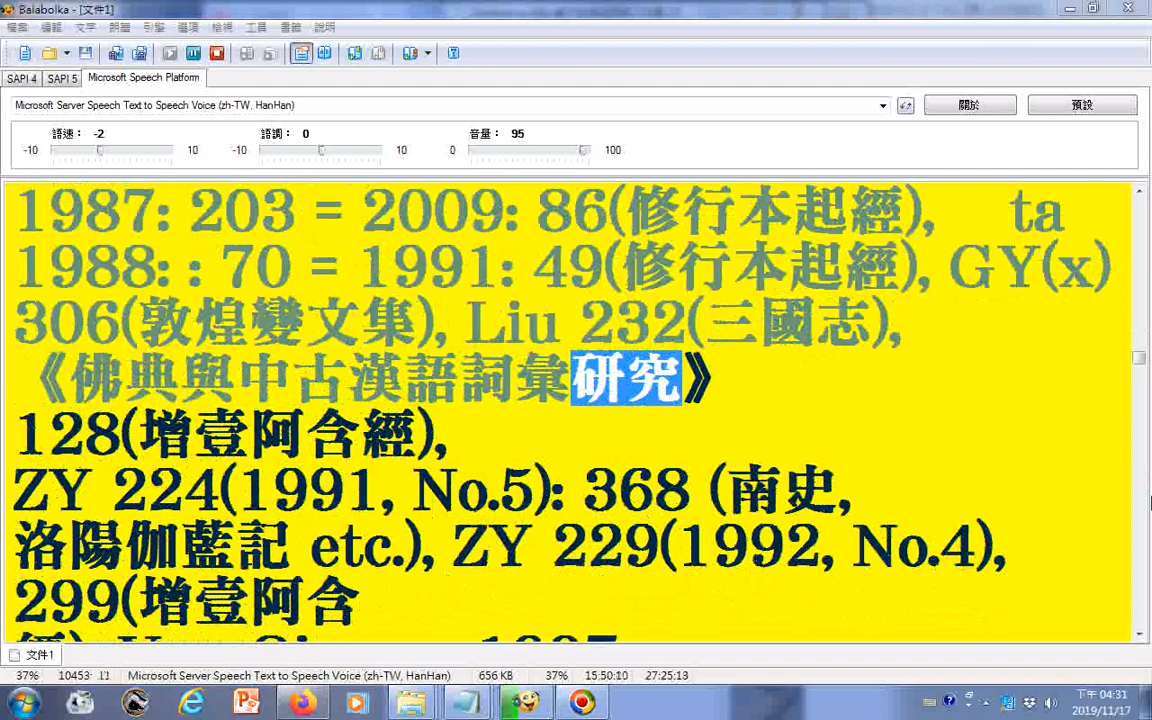 Balabolka - [文件1]
檔案 編輯 文字 朗讀 引擎 選項 檢視 工具 書籤 說明
SAPI 4 SAPI 5 Microsoft Speech Platform
Microsoft Server Speech Text to Speech Voice (zh-TW, HanHan) 關於 預設
語速： -2 語調： 0 音量： 95
-10 10 -10 10 0 100
1987: 203 = 2009: 86(修行本起經), ta
1988: : 70 = 1991: 49(修行本起經), GY(x)
306(敦煌變文集), Liu 232(三國志),
《佛典與中古漢語詞彙研究》
128(增壹阿含經),
ZY 224(1991, No.5): 368 (南史,
洛陽伽藍記 etc.), ZY 229(1992, No.4),
299(增壹阿含
文件1
37% Microsoft Server Speech Text to Speech Voice (zh-TW, HanHan) 656 KB 37% 15:50:10 27:25:13
下午 04:31
2019/11/17